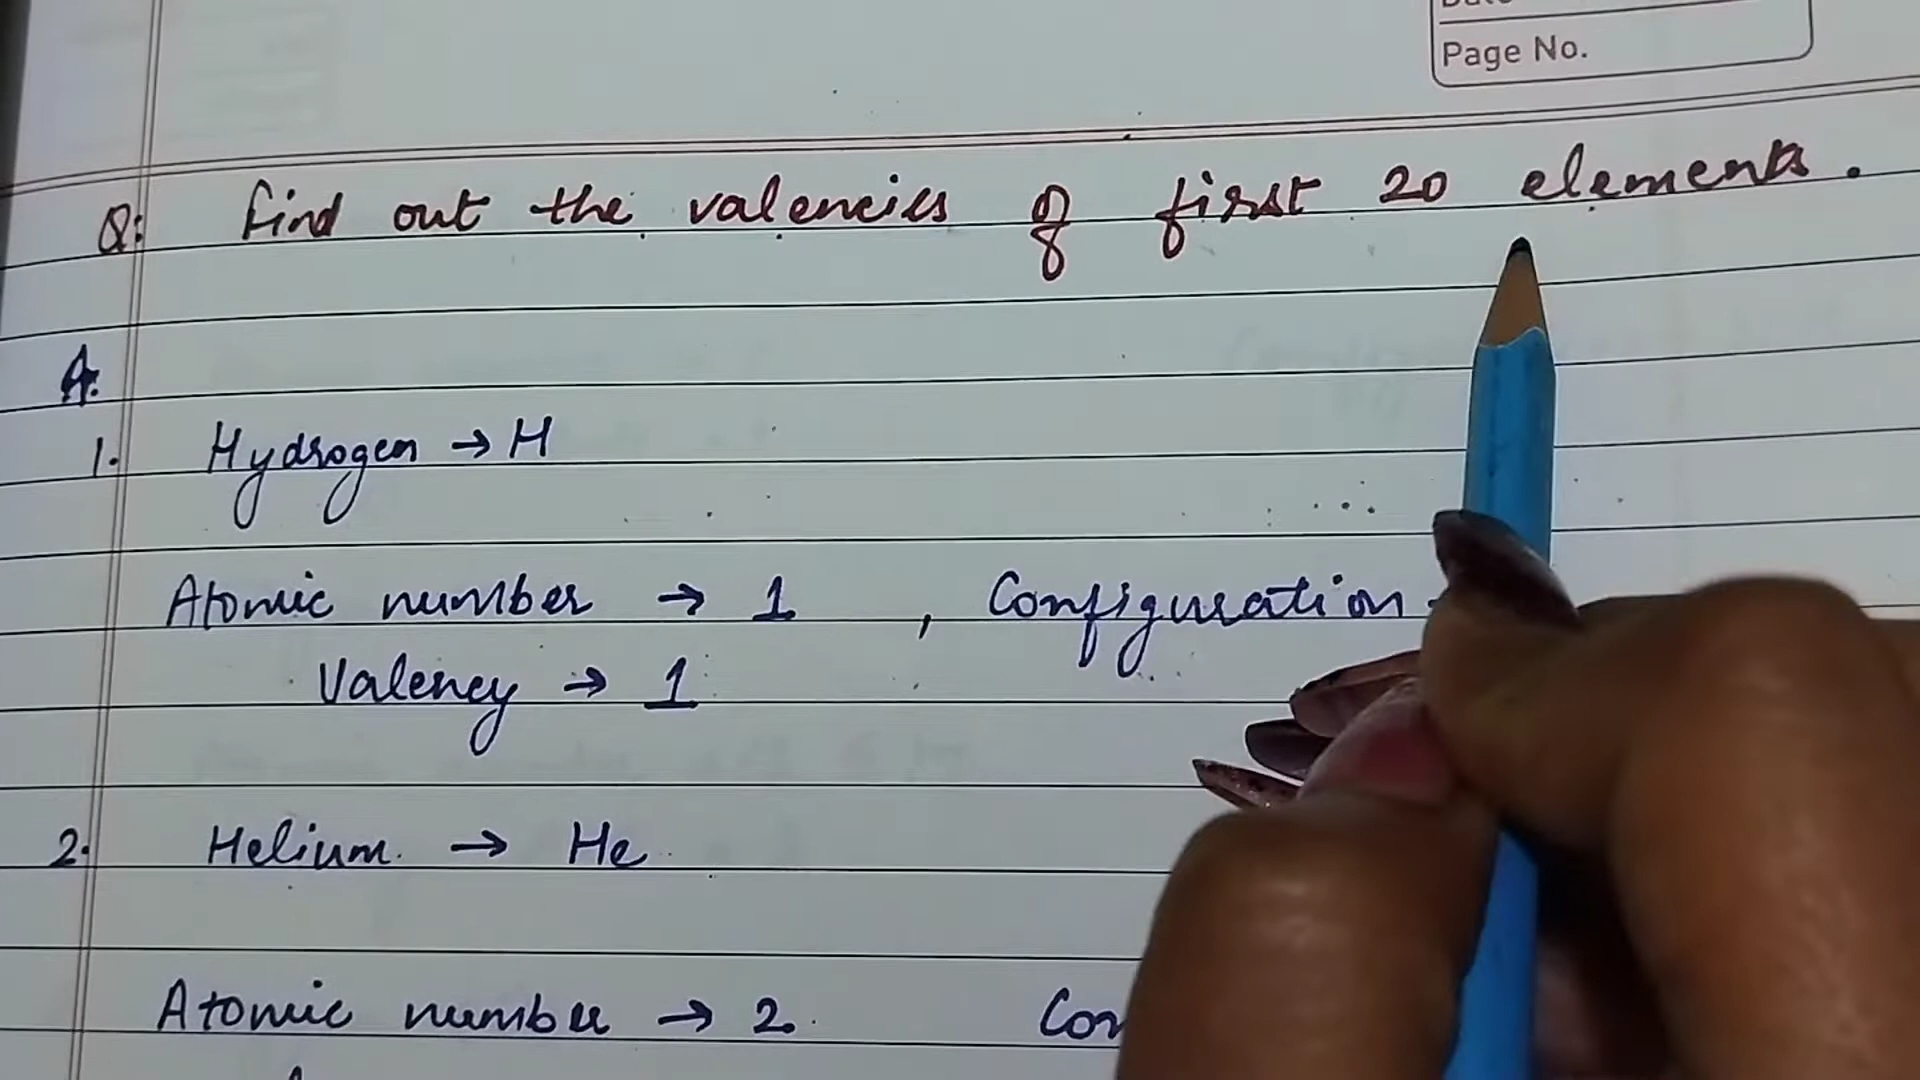 Page No.
Q: Find out the valencies of first 20 elements.
A.
1. Hydrogen → H
Atomic number → 1 , Configuration
Valency → 1
2. Helium → He
Atomic number → 2